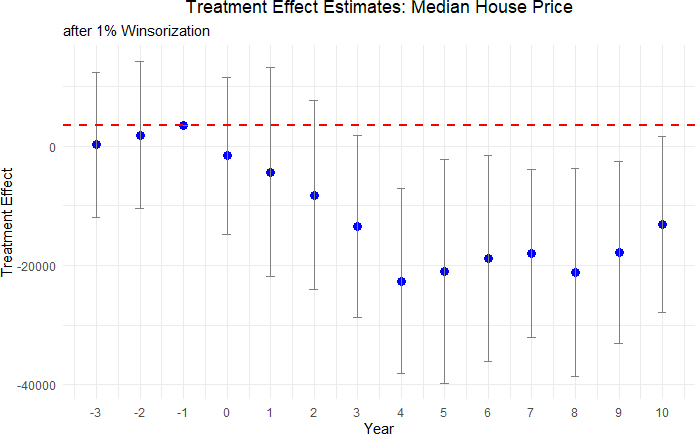 Treatment Effect Estimates: Median House Price
after 1% Winsorization
Treatment Effect
0
-20000
-40000
-3 -2 -1 0 1 2 3 4 5 6 7 8 9 10
Year